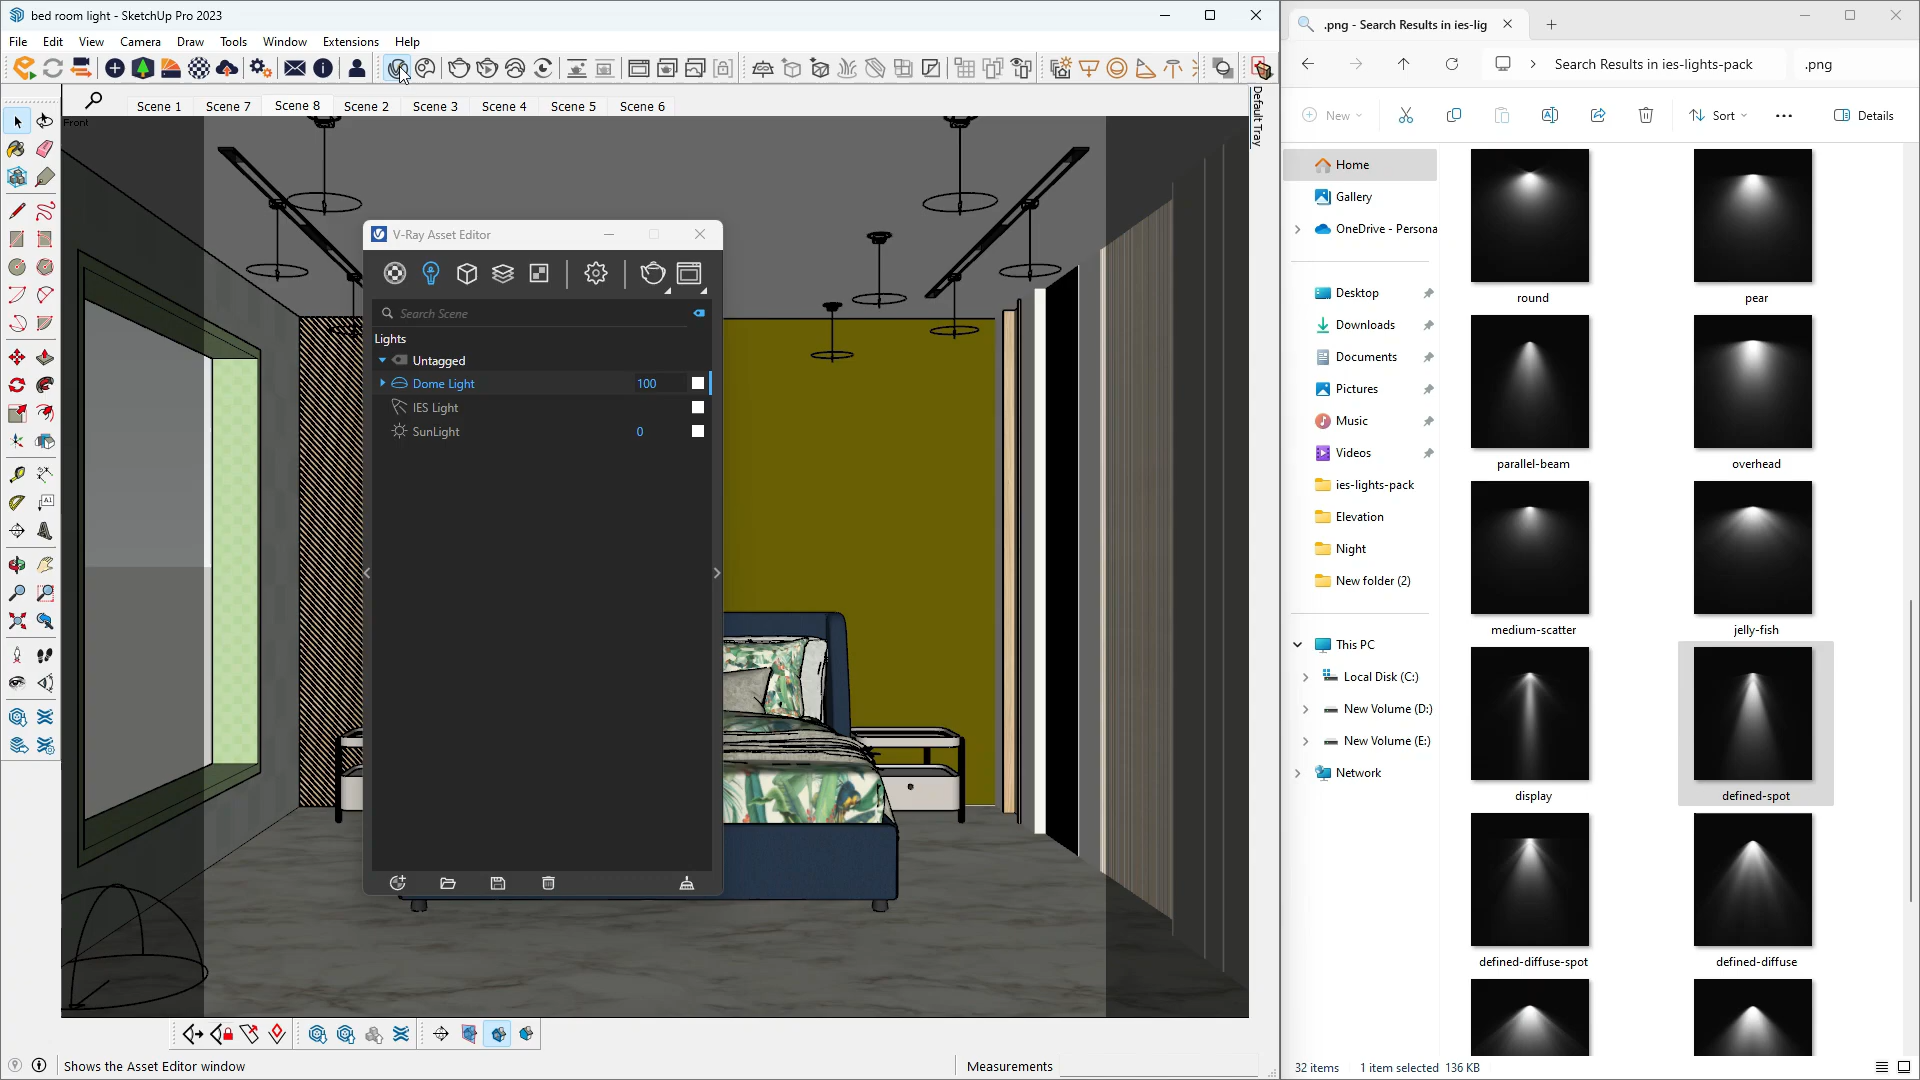 bed room light - SketchUp Pro 2023
File Edit View Camera Draw Tools Window Extensions Help
Scene 1 Scene 7 Scene 8 Scene 2 Scene 3 Scene 4 Scene 5 Scene 6
Front
Default Tray
V-Ray Asset Editor
Search Scene
Lights
Untagged
Dome Light 100
IES Light
SunLight 0
Shows the Asset Editor window
Measurements
.png - Search Results in ies-lig
Search Results in ies-lights-pack
.png
New
Sort
Details
Home
Gallery
OneDrive - Persona
Desktop
Downloads
Documents
Pictures
Music
Videos
ies-lights-pack
Elevation
Night
New folder (2)
This PC
Local Disk (C:)
New Volume (D:)
New Volume (E:)
Network
round pear
parallel-beam overhead
medium-scatter jelly-fish
display defined-spot
defined-diffuse-spot defined-diffuse
32 items 1 item selected 136 KB